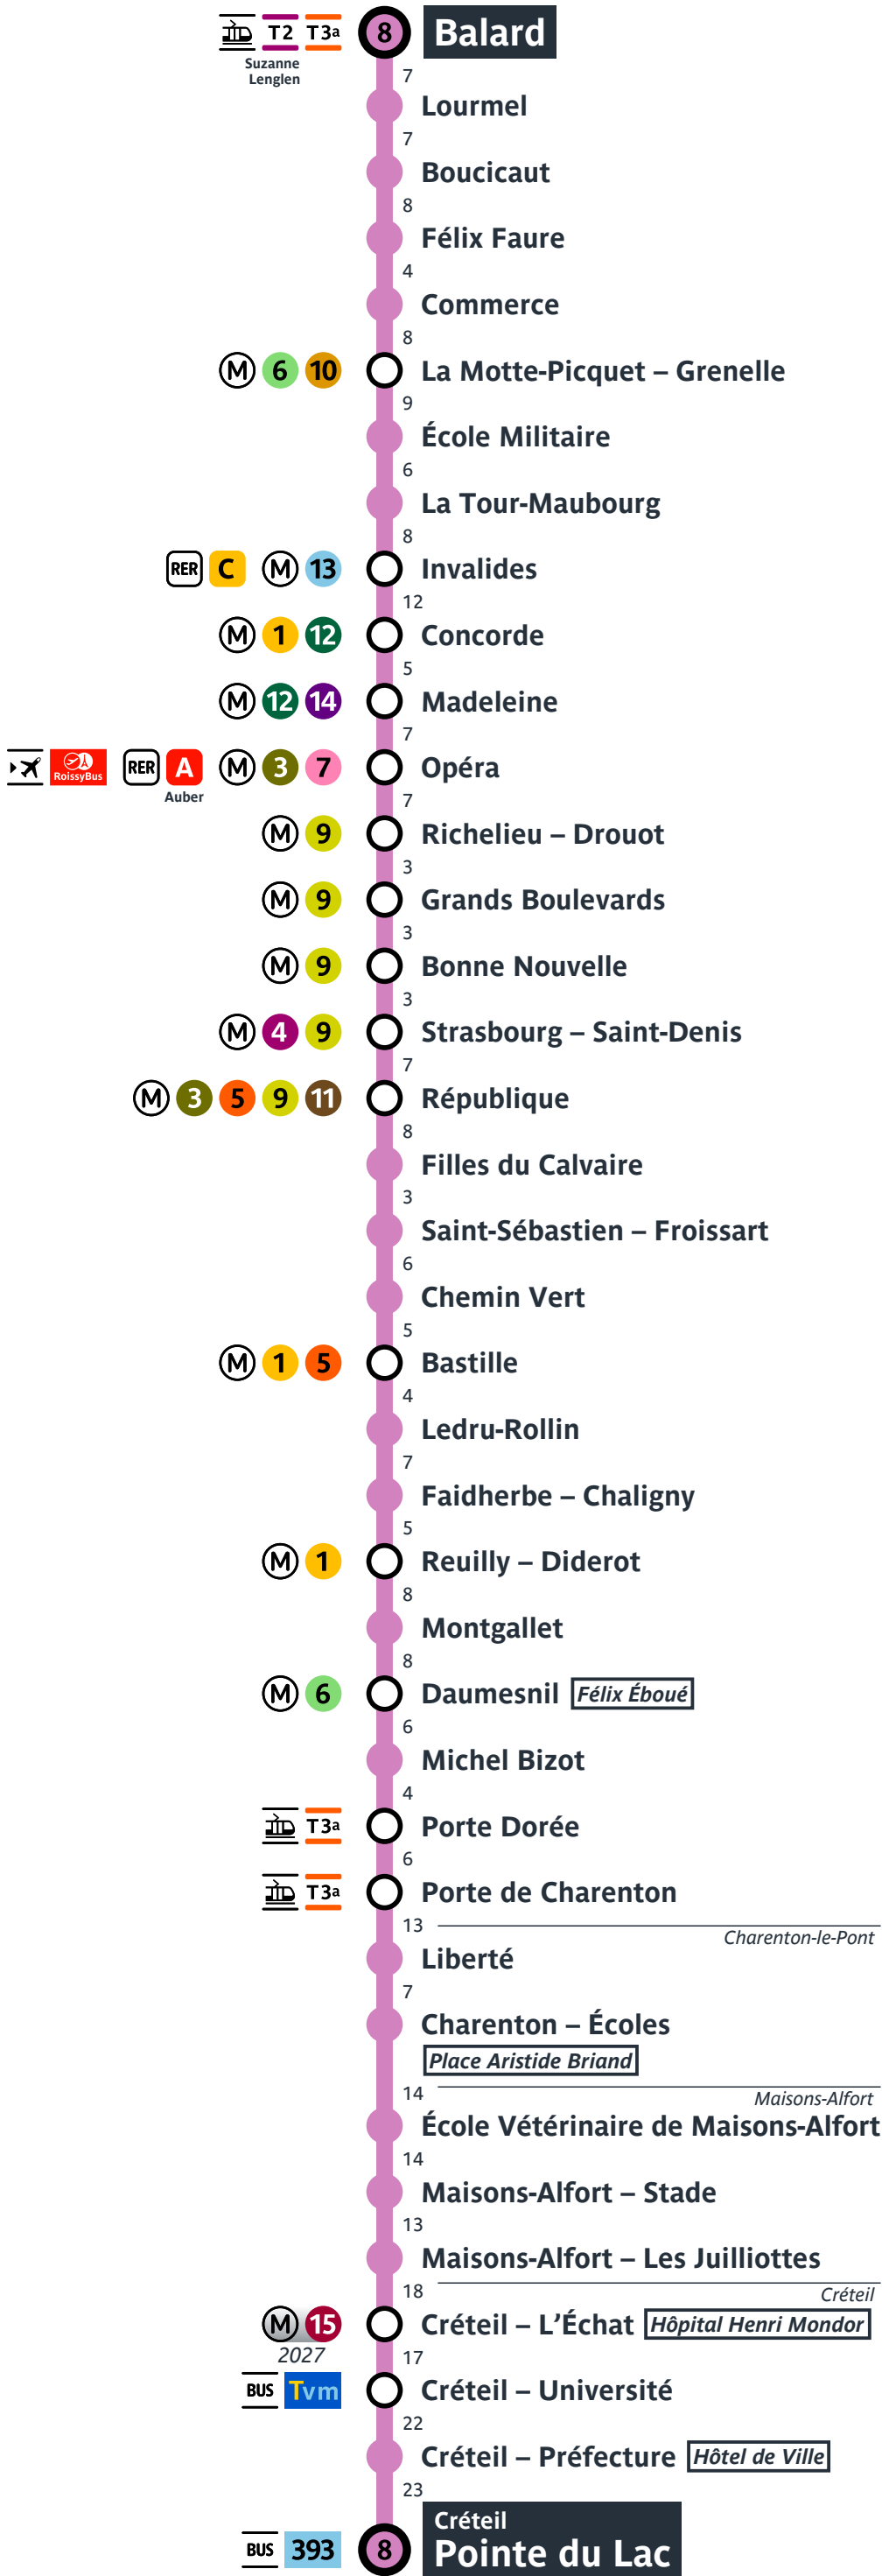 T2 T3a 8 Balard
Suzanne
Lenglen
7
Lourmel
7
Boucicaut
8
Félix Faure
4
Commerce
8
M 6 10 La Motte-Picquet – Grenelle
9
École Militaire
6
La Tour-Maubourg
8
RER C M 13 Invalides
12
M 1 12 Concorde
5
M 12 14 Madeleine
7
RoissyBus RER A M 3 7 Opéra
Auber
7
M 9 Richelieu – Drouot
3
M 9 Grands Boulevards
3
M 9 Bonne Nouvelle
3
M 4 9 Strasbourg – Saint-Denis
7
M 3 5 9 11 République
8
Filles du Calvaire
3
Saint-Sébastien – Froissart
6
Chemin Vert
5
M 1 5 Bastille
4
Ledru-Rollin
7
Faidherbe – Chaligny
5
M 1 Reuilly – Diderot
8
Montgallet
8
M 6 Daumesnil Félix Éboué
6
Michel Bizot
4
T3a Porte Dorée
6
T3a Porte de Charenton
13
Charenton-le-Pont
Liberté
7
Charenton – Écoles
Place Aristide Briand
14
Maisons-Alfort
École Vétérinaire de Maisons-Alfort
14
Maisons-Alfort – Stade
13
Maisons-Alfort – Les Juilliottes
18
Créteil
M 15 Créteil – L’Échat Hôpital Henri Mondor
2027
17
BUS Tvm Créteil – Université
22
Créteil – Préfecture Hôtel de Ville
23
Créteil
BUS 393 8 Pointe du Lac